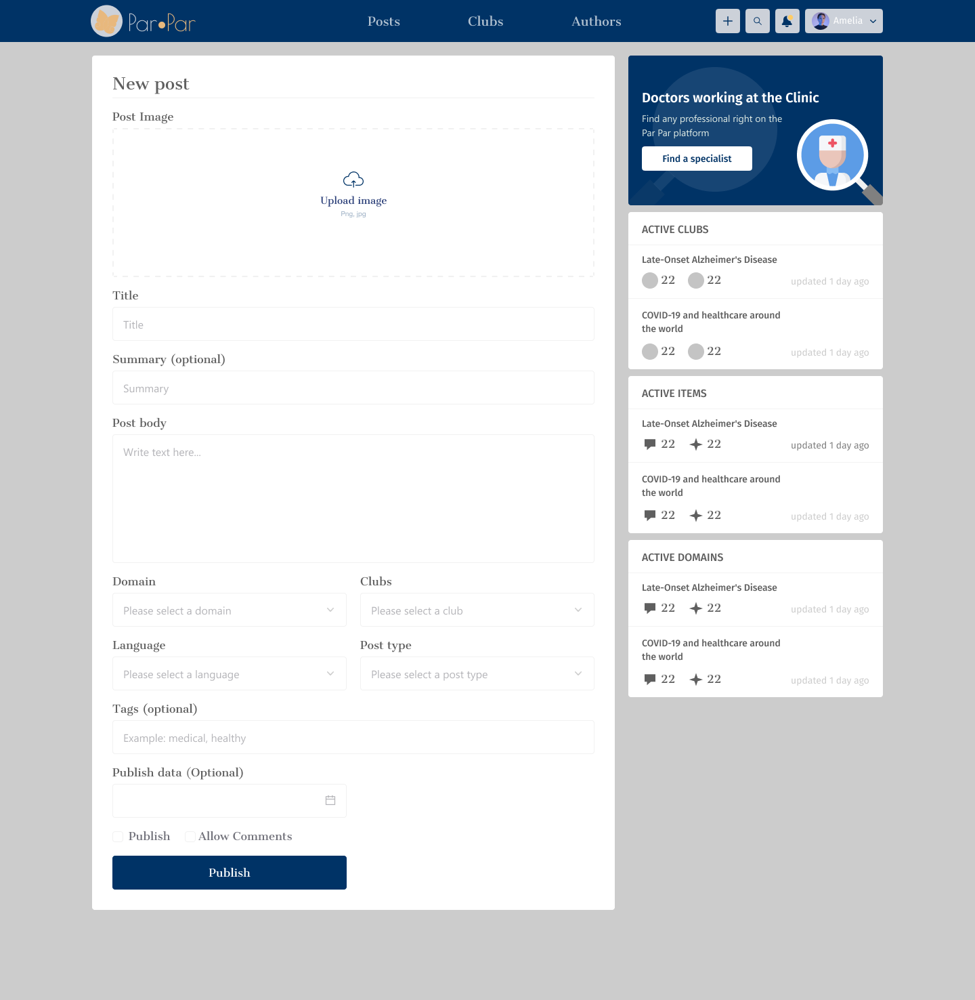 Par Par
Posts
Clubs
Authors
Amelia
New post
Post Image
Upload image
Png, jpg
Title
Title
Summary (optional)
Summary
Post body
Write text here...
Domain
Clubs
Please select a domain
Please select a club
Language
Post type
Please select a language
Please select a post type
Tags (optional)
Example: medical, healthy
Publish data (Optional)
Publish
Allow Comments
Publish
Doctors working at the Clinic
Find any professional right on the
Par Par platform
Find a specialist
ACTIVE CLUBS
Late-Onset Alzheimer's Disease
22 22 updated 1 day ago
COVID-19 and healthcare around
the world
22 22 updated 1 day ago
ACTIVE ITEMS
Late-Onset Alzheimer's Disease
22 22 updated 1 day ago
COVID-19 and healthcare around
the world
22 22 updated 1 day ago
ACTIVE DOMAINS
Late-Onset Alzheimer's Disease
22 22 updated 1 day ago
COVID-19 and healthcare around
the world
22 22 updated 1 day ago